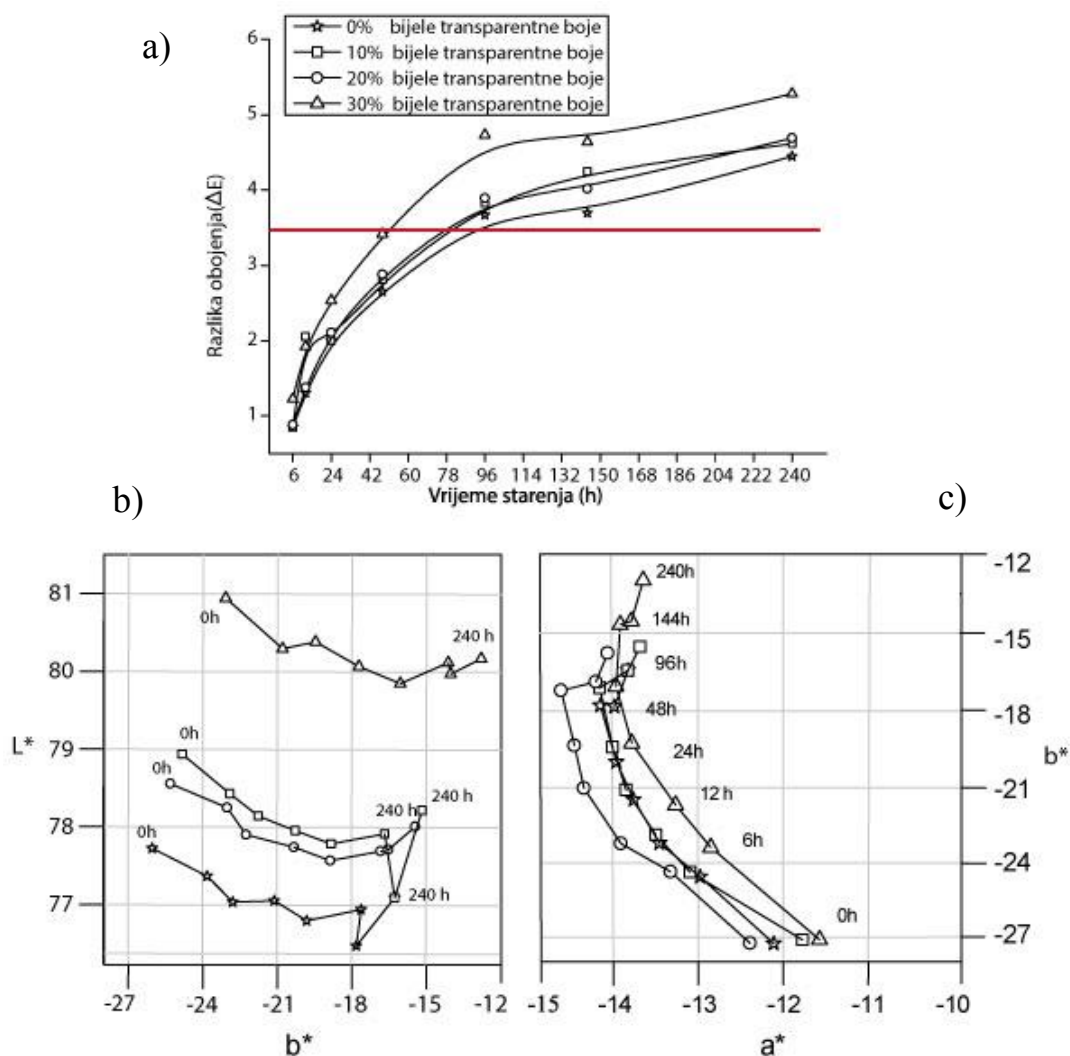 a)
0% bijele transparentne boje
10% bijele transparentne boje
20% bijele transparentne boje
30% bijele transparentne boje
Razlika obojenja(ΔE)
6
5
4
3
2
1
6 24 42 60 78 96 114 132 150 168 186 204 222 240
Vrijeme starenja (h)
b)
c)
81
80
79
78
77
L*
0h
240 h
0h
0h
240 h
240 h
0h
240 h
-27 -24 -21 -18 -15 -12
b*
240h
144h
96h
48h
24h
12 h
6h
0h
-12
-15
-18
-21
-24
-27
b*
-15 -14 -13 -12 -11 -10
a*